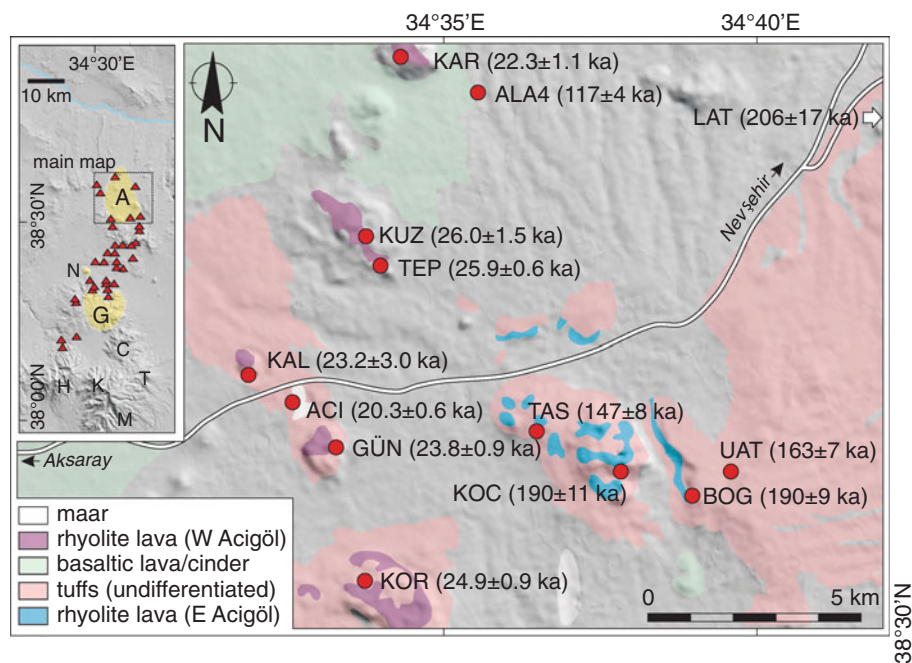 34°35'E
34°40'E
34°30'E
10 km
main map
A
38°30'N
N
G
C
H
K
T
M
38°00'N
N
KAR (22.3±1.1 ka)
ALA4 (117±4 ka)
LAT (206±17 ka)
Nevşehir
KUZ (26.0±1.5 ka)
TEP (25.9±0.6 ka)
KAL (23.2±3.0 ka)
ACI (20.3±0.6 ka)
TAS (147±8 ka)
GÜN (23.8±0.9 ka)
UAT (163±7 ka)
KOC (190±11 ka)
BOG (190±9 ka)
Aksaray
KOR (24.9±0.9 ka)
maar
rhyolite lava (W Acigöl)
basaltic lava/cinder
tuffs (undifferentiated)
rhyolite lava (E Acigöl)
0 5 km
38°30'N